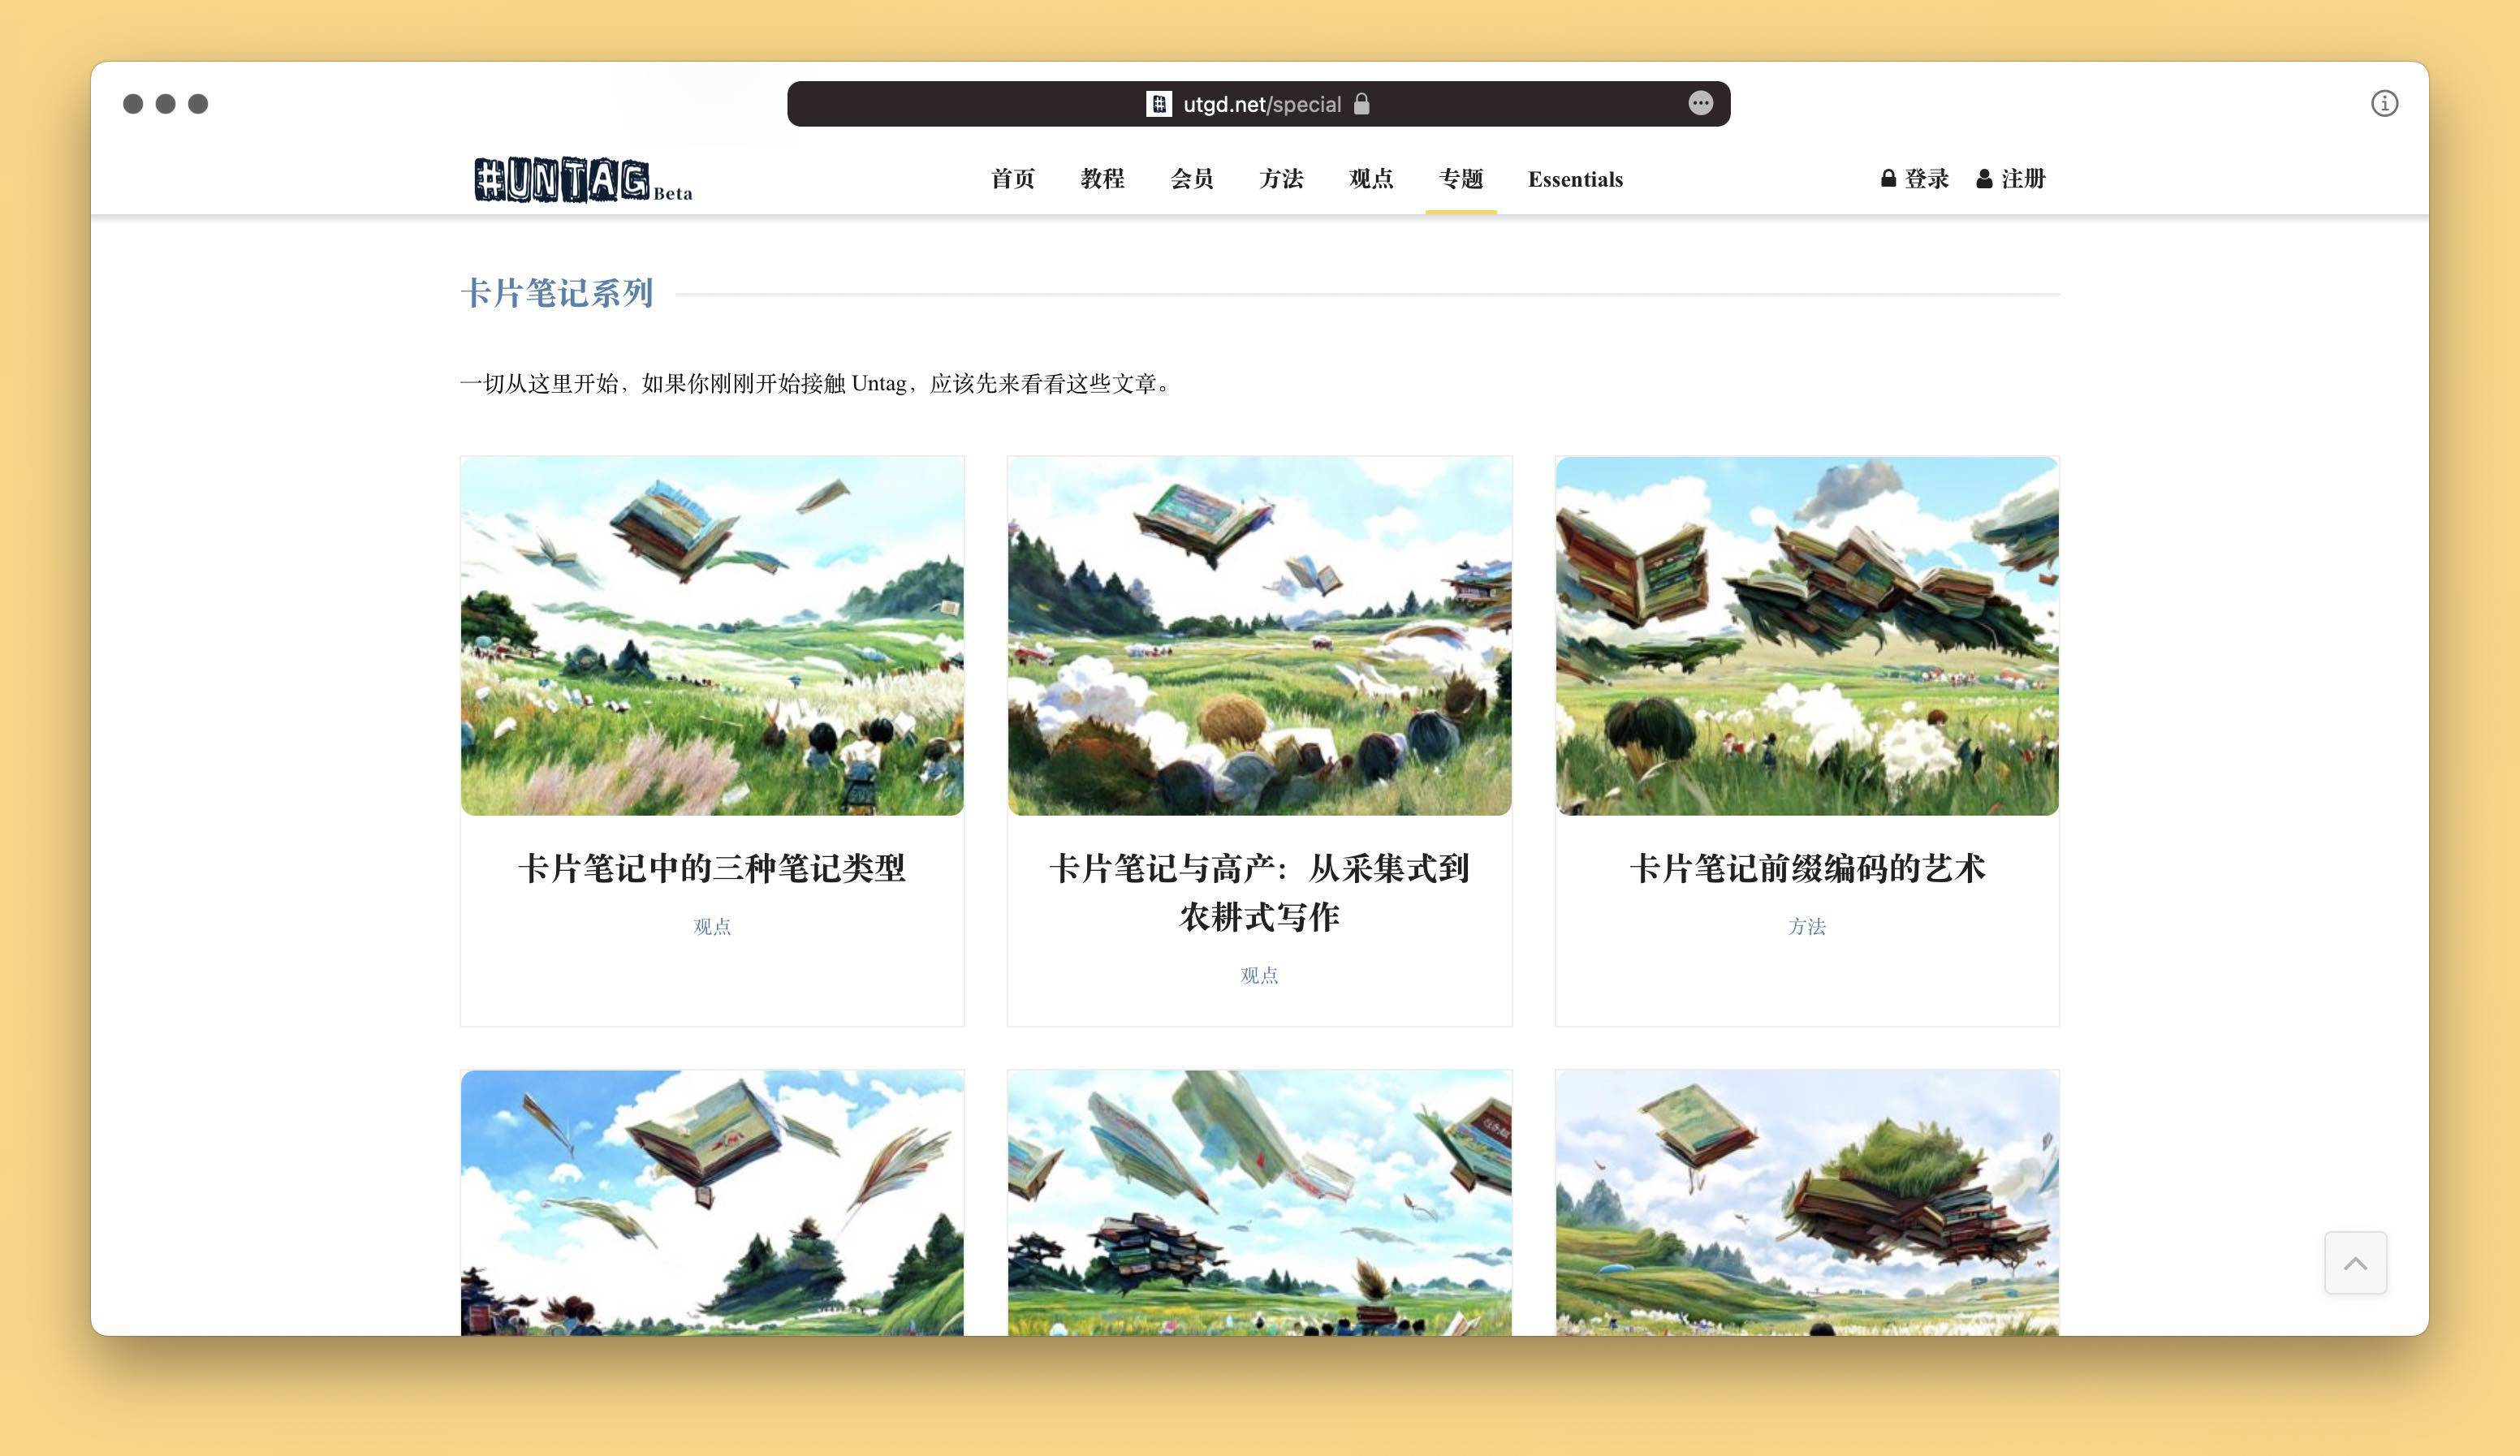 utgd.net/special
#UNTAG Beta
首页 教程 会员 方法 观点 专题 Essentials 登录 注册
卡片笔记系列
一切从这里开始，如果你刚刚开始接触 Untag，应该先来看看这些文章。
卡片笔记中的三种笔记类型
观点
卡片笔记与高产：从采集式到
农耕式写作
观点
卡片笔记前缀编码的艺术
方法